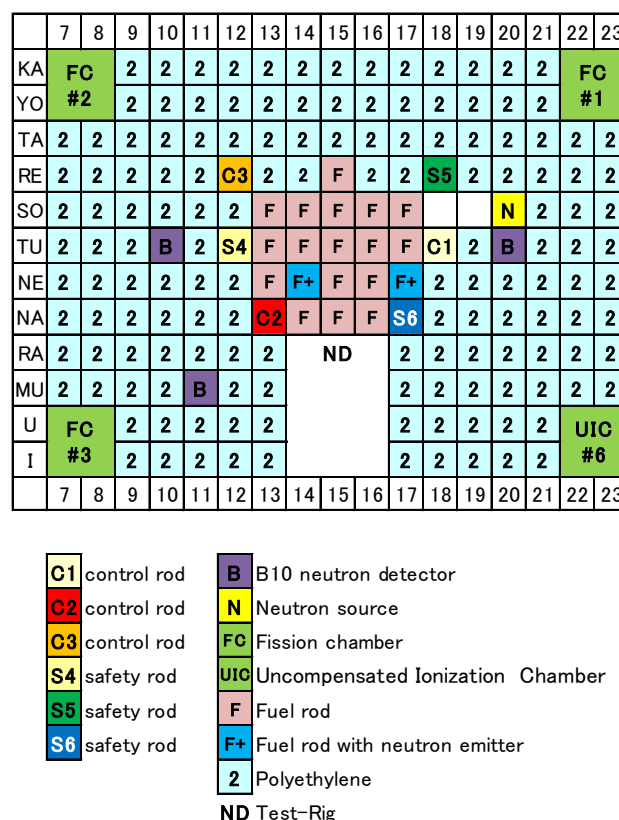 7 8 9 10 11 12 13 14 15 16 17 18 19 20 21 22 23
KA FC 2 2 2 2 2 2 2 2 2 2 2 2 2 FC
YO #2 2 2 2 2 2 2 2 2 2 2 2 2 2 #1
TA 2 2 2 2 2 2 2 2 2 2 2 2 2 2 2 2 2
RE 2 2 2 2 2 C3 2 2 F 2 2 S5 2 2 2 2 2
SO 2 2 2 2 2 2 F F F F F N 2 2 2
TU 2 2 2 B 2 S4 F F F F F C1 2 B 2 2 2
NE 2 2 2 2 2 2 F F+ F F F+ 2 2 2 2 2 2
NA 2 2 2 2 2 2 C2 F F F S6 2 2 2 2 2 2
RA 2 2 2 2 2 2 2 ND 2 2 2 2 2 2 2
MU 2 2 2 2 B 2 2 2 2 2 2 2 2 2
U FC 2 2 2 2 2 2 2 2 2 2 UIC
I #3 2 2 2 2 2 2 2 2 2 2 #6
7 8 9 10 11 12 13 14 15 16 17 18 19 20 21 22 23
C1 control rod
C2 control rod
C3 control rod
S4 safety rod
S5 safety rod
S6 safety rod
B B10 neutron detector
N Neutron source
FC Fission chamber
UIC Uncompensated Ionization Chamber
F Fuel rod
F+ Fuel rod with neutron emitter
2 Polyethylene
ND Test-Rig